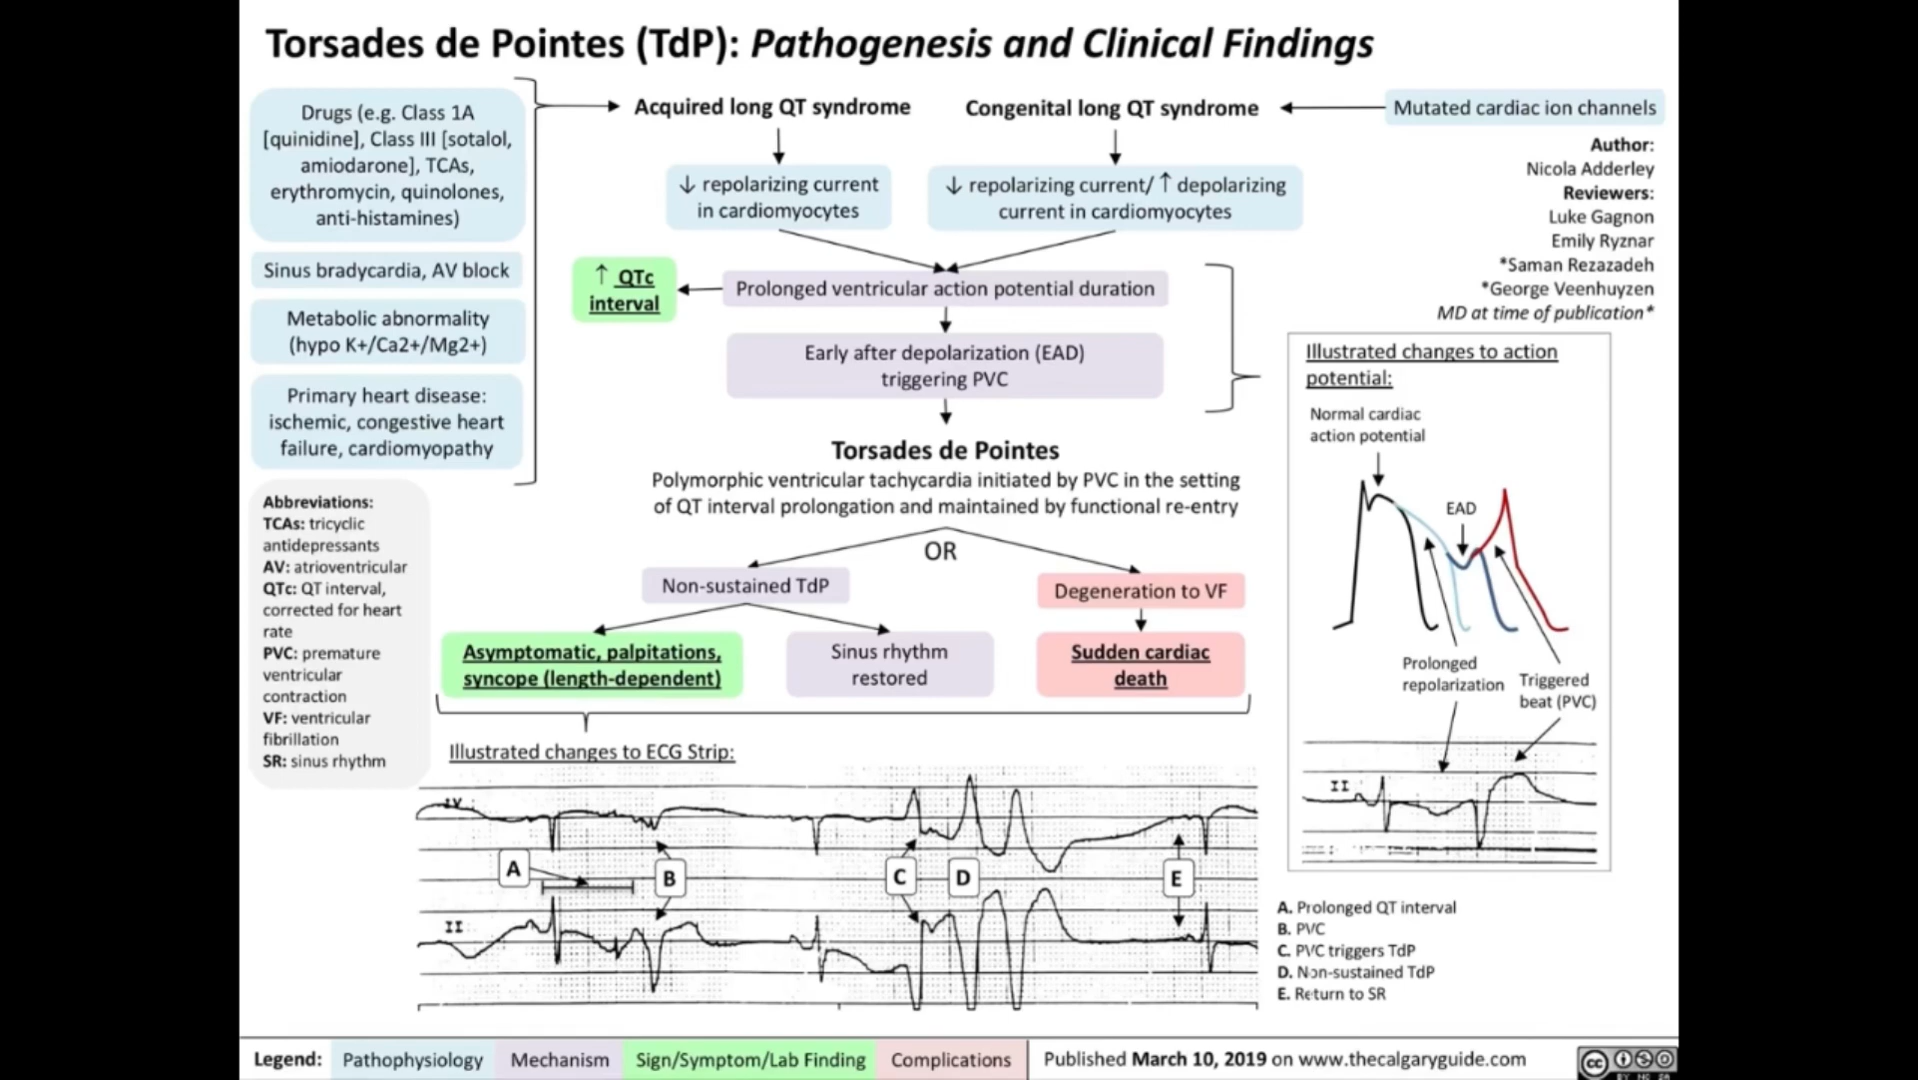 Torsades de Pointes (TdP): Pathogenesis and Clinical Findings
Drugs (e.g. Class 1A
[quinidine], Class III [sotalol,
amiodarone], TCAs,
erythromycin, quinolones,
anti-histamines)
Sinus bradycardia, AV block
Metabolic abnormality
(hypo K+/Ca2+/Mg2+)
Primary heart disease:
ischemic, congestive heart
failure, cardiomyopathy
Abbreviations:
TCAs: tricyclic
antidepressants
AV: atrioventricular
QTc: QT interval,
corrected for heart
rate
PVC: premature
ventricular
contraction
VF: ventricular
fibrillation
SR: sinus rhythm
Acquired long QT syndrome
Congenital long QT syndrome
Mutated cardiac ion channels
↓ repolarizing current
in cardiomyocytes
↓ repolarizing current/ ↑ depolarizing
current in cardiomyocytes
↑ QTc
interval
Prolonged ventricular action potential duration
Early after depolarization (EAD)
triggering PVC
Torsades de Pointes
Polymorphic ventricular tachycardia initiated by PVC in the setting
of QT interval prolongation and maintained by functional re-entry
OR
Non-sustained TdP
Degeneration to VF
Asymptomatic, palpitations,
syncope (length-dependent)
Sinus rhythm
restored
Sudden cardiac
death
Author:
Nicola Adderley
Reviewers:
Luke Gagnon
Emily Ryznar
*Saman Rezazadeh
*George Veenhuyzen
MD at time of publication*
Illustrated changes to action
potential:
Normal cardiac
action potential
EAD
Prolonged
repolarization
Triggered
beat (PVC)
II
Illustrated changes to ECG Strip:
A
B
C
D
E
II
A. Prolonged QT interval
B. PVC
C. PVC triggers TdP
D. Non-sustained TdP
E. Return to SR
Legend:
Pathophysiology
Mechanism
Sign/Symptom/Lab Finding
Complications
Published March 10, 2019 on www.thecalgaryguide.com
cc